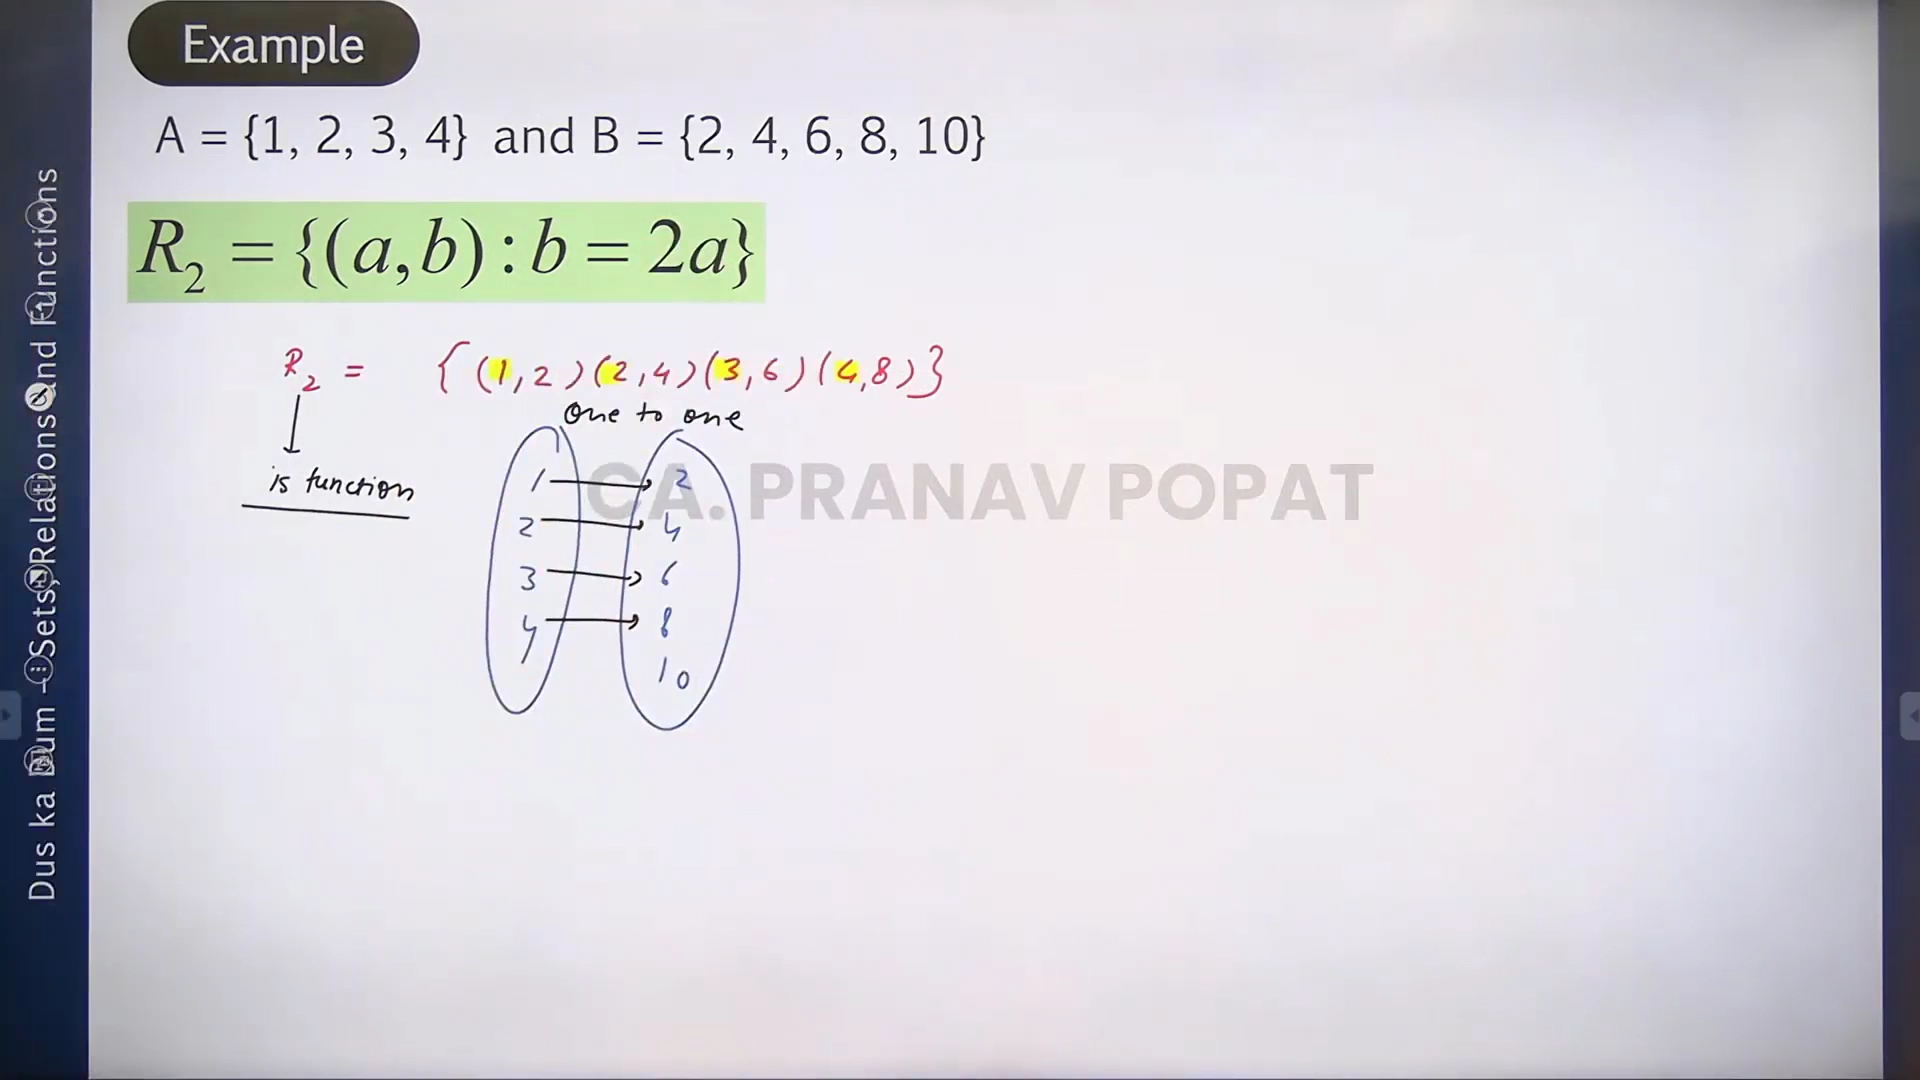 Example
A = {1, 2, 3, 4} and B = {2, 4, 6, 8, 10}
R₂ = {(a,b) : b = 2a}
R₂ = {(1,2)(2,4)(3,6)(4,8)}
one to one
is function
1 2
2 4
3 6
4 8
10
CA. PRANAV POPAT
Dus ka Dum - Sets, Relations and Functions